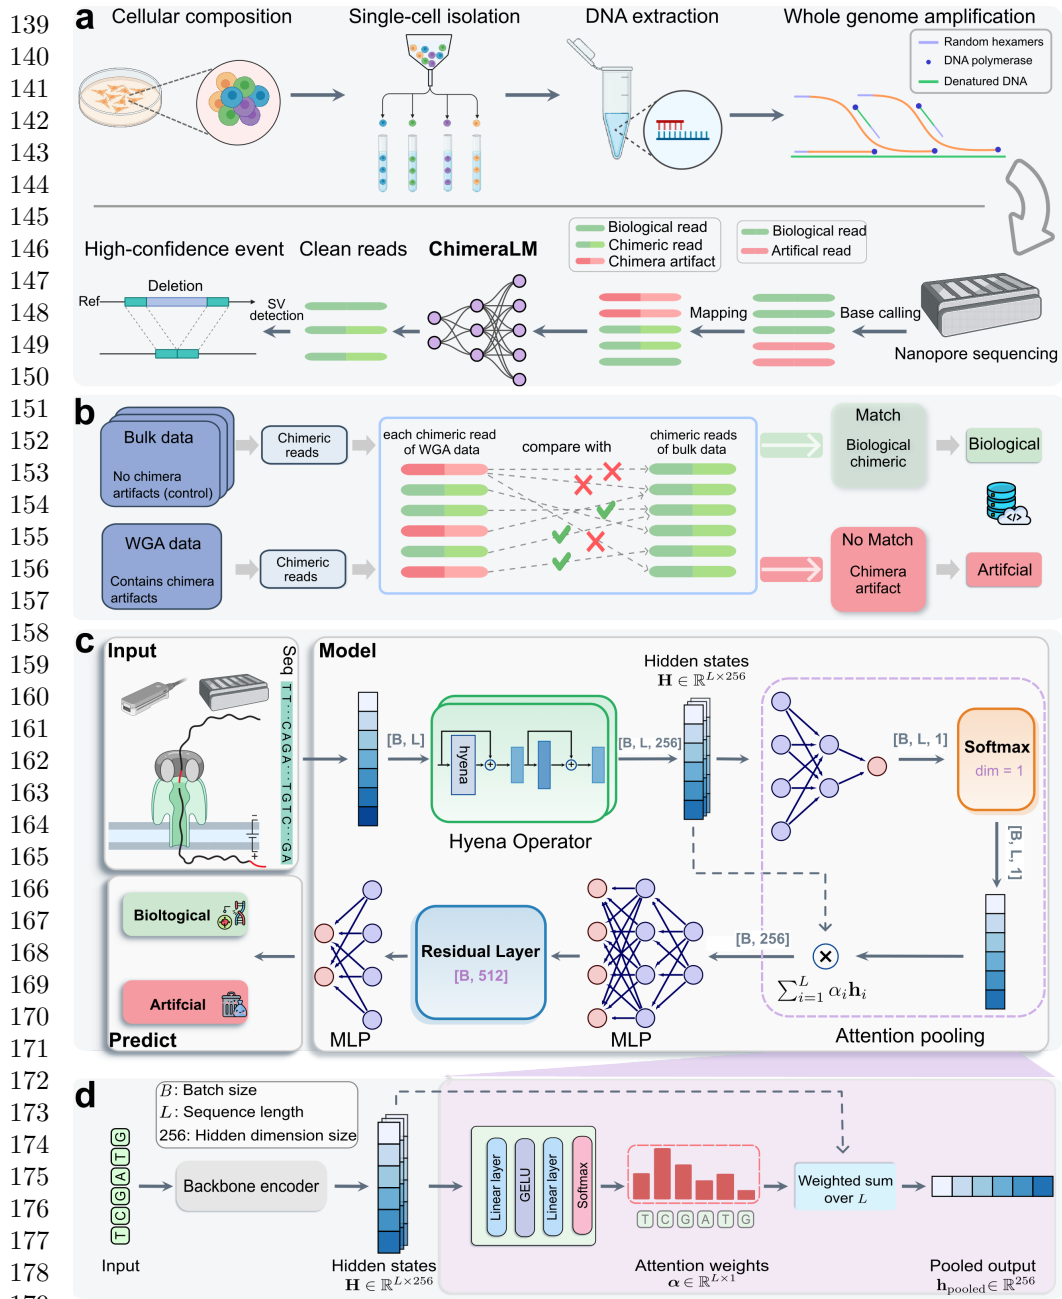 139
140
141
142
143
144
145
146
147
148
149
150
151
152
153
154
155
156
157
158
159
160
161
162
163
164
165
166
167
168
169
170
171
172
173
174
175
176
177
178
a
Cellular composition
Single-cell isolation
DNA extraction
Whole genome amplification
Random hexamers
DNA polymerase
Denatured DNA
High-confidence event
Clean reads
ChimeraLM
Biological read
Chimeric read
Chimera artifact
Biological read
Artifical read
Deletion
Ref
SV
detection
Mapping
Base calling
Nanopore sequencing
b
Bulk data
No chimera
artifacts (control)
Chimeric
reads
WGA data
Contains chimera
artifacts
Chimeric
reads
each chimeric read
of WGA data
compare with
chimeric reads
of bulk data
Match
Biological
chimeric
Biological
No Match
Chimera
artifact
Artifcial
c
Input
Seq
TT···CAGA···TGTC···GA
Model
[B, L]
hyena
Hyena Operator
[B, L, 256]
Hidden states
H ∈ ℝ^{L×256}
[B, L, 1]
Softmax
dim = 1
[B, L, 1]
Bioltogical
Artifcial
Predict
MLP
Residual Layer
[B, 512]
MLP
[B, 256]
∑_{i=1}^{L} α_i h_i
Attention pooling
d
B: Batch size
L: Sequence length
256: Hidden dimension size
TCGATG
Input
Backbone encoder
Hidden states
H ∈ ℝ^{L×256}
Linear layer
GELU
Linear layer
Softmax
T C G A T G
Attention weights
α ∈ ℝ^{L×1}
Weighted sum
over L
Pooled output
h_pooled ∈ ℝ^{256}